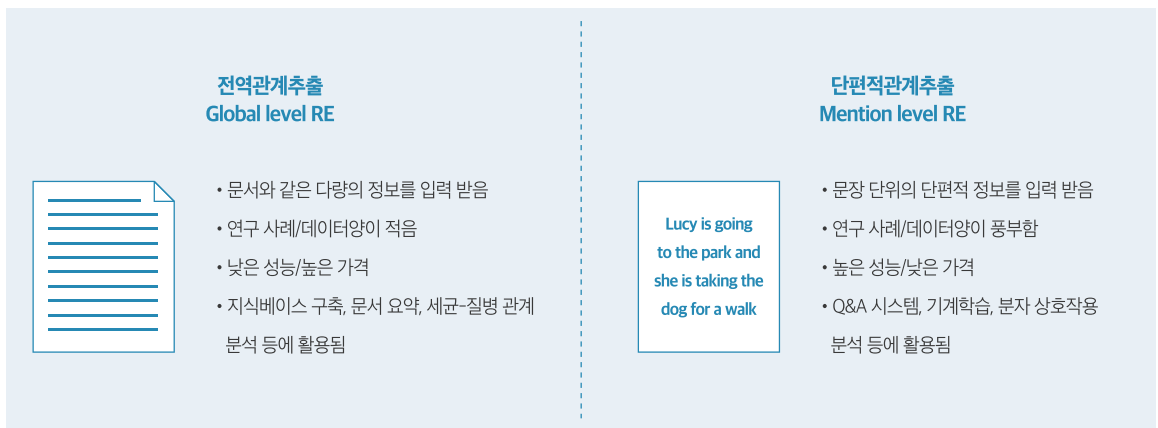 전역관계추출
Global level RE
• 문서와 같은 다량의 정보를 입력 받음
• 연구 사례/데이터양이 적음
• 낮은 성능/높은 가격
• 지식베이스 구축, 문서 요약, 세균-질병 관계
분석 등에 활용됨
단편적관계추출
Mention level RE
Lucy is going
to the park and
she is taking the
dog for a walk
• 문장 단위의 단편적 정보를 입력 받음
• 연구 사례/데이터양이 풍부함
• 높은 성능/낮은 가격
• Q&A 시스템, 기계학습, 분자 상호작용
분석 등에 활용됨